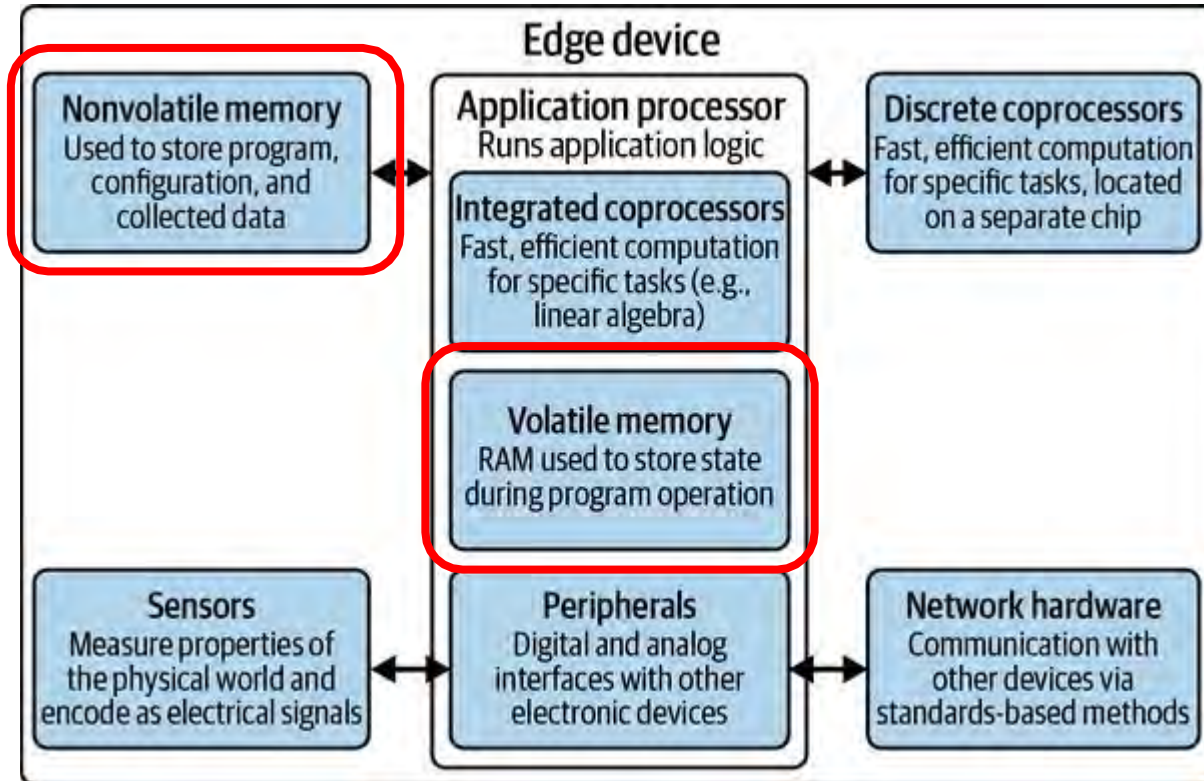 Edge device
Nonvolatile memory
Used to store program,
configuration, and
collected data
Application processor
Runs application logic
Integrated coprocessors
Fast, efficient computation
for specific tasks (e.g.,
linear algebra)
Volatile memory
RAM used to store state
during program operation
Discrete coprocessors
Fast, efficient computation
for specific tasks, located
on a separate chip
Sensors
Measure properties of
the physical world and
encode as electrical signals
Peripherals
Digital and analog
interfaces with other
electronic devices
Network hardware
Communication with
other devices via
standards-based methods